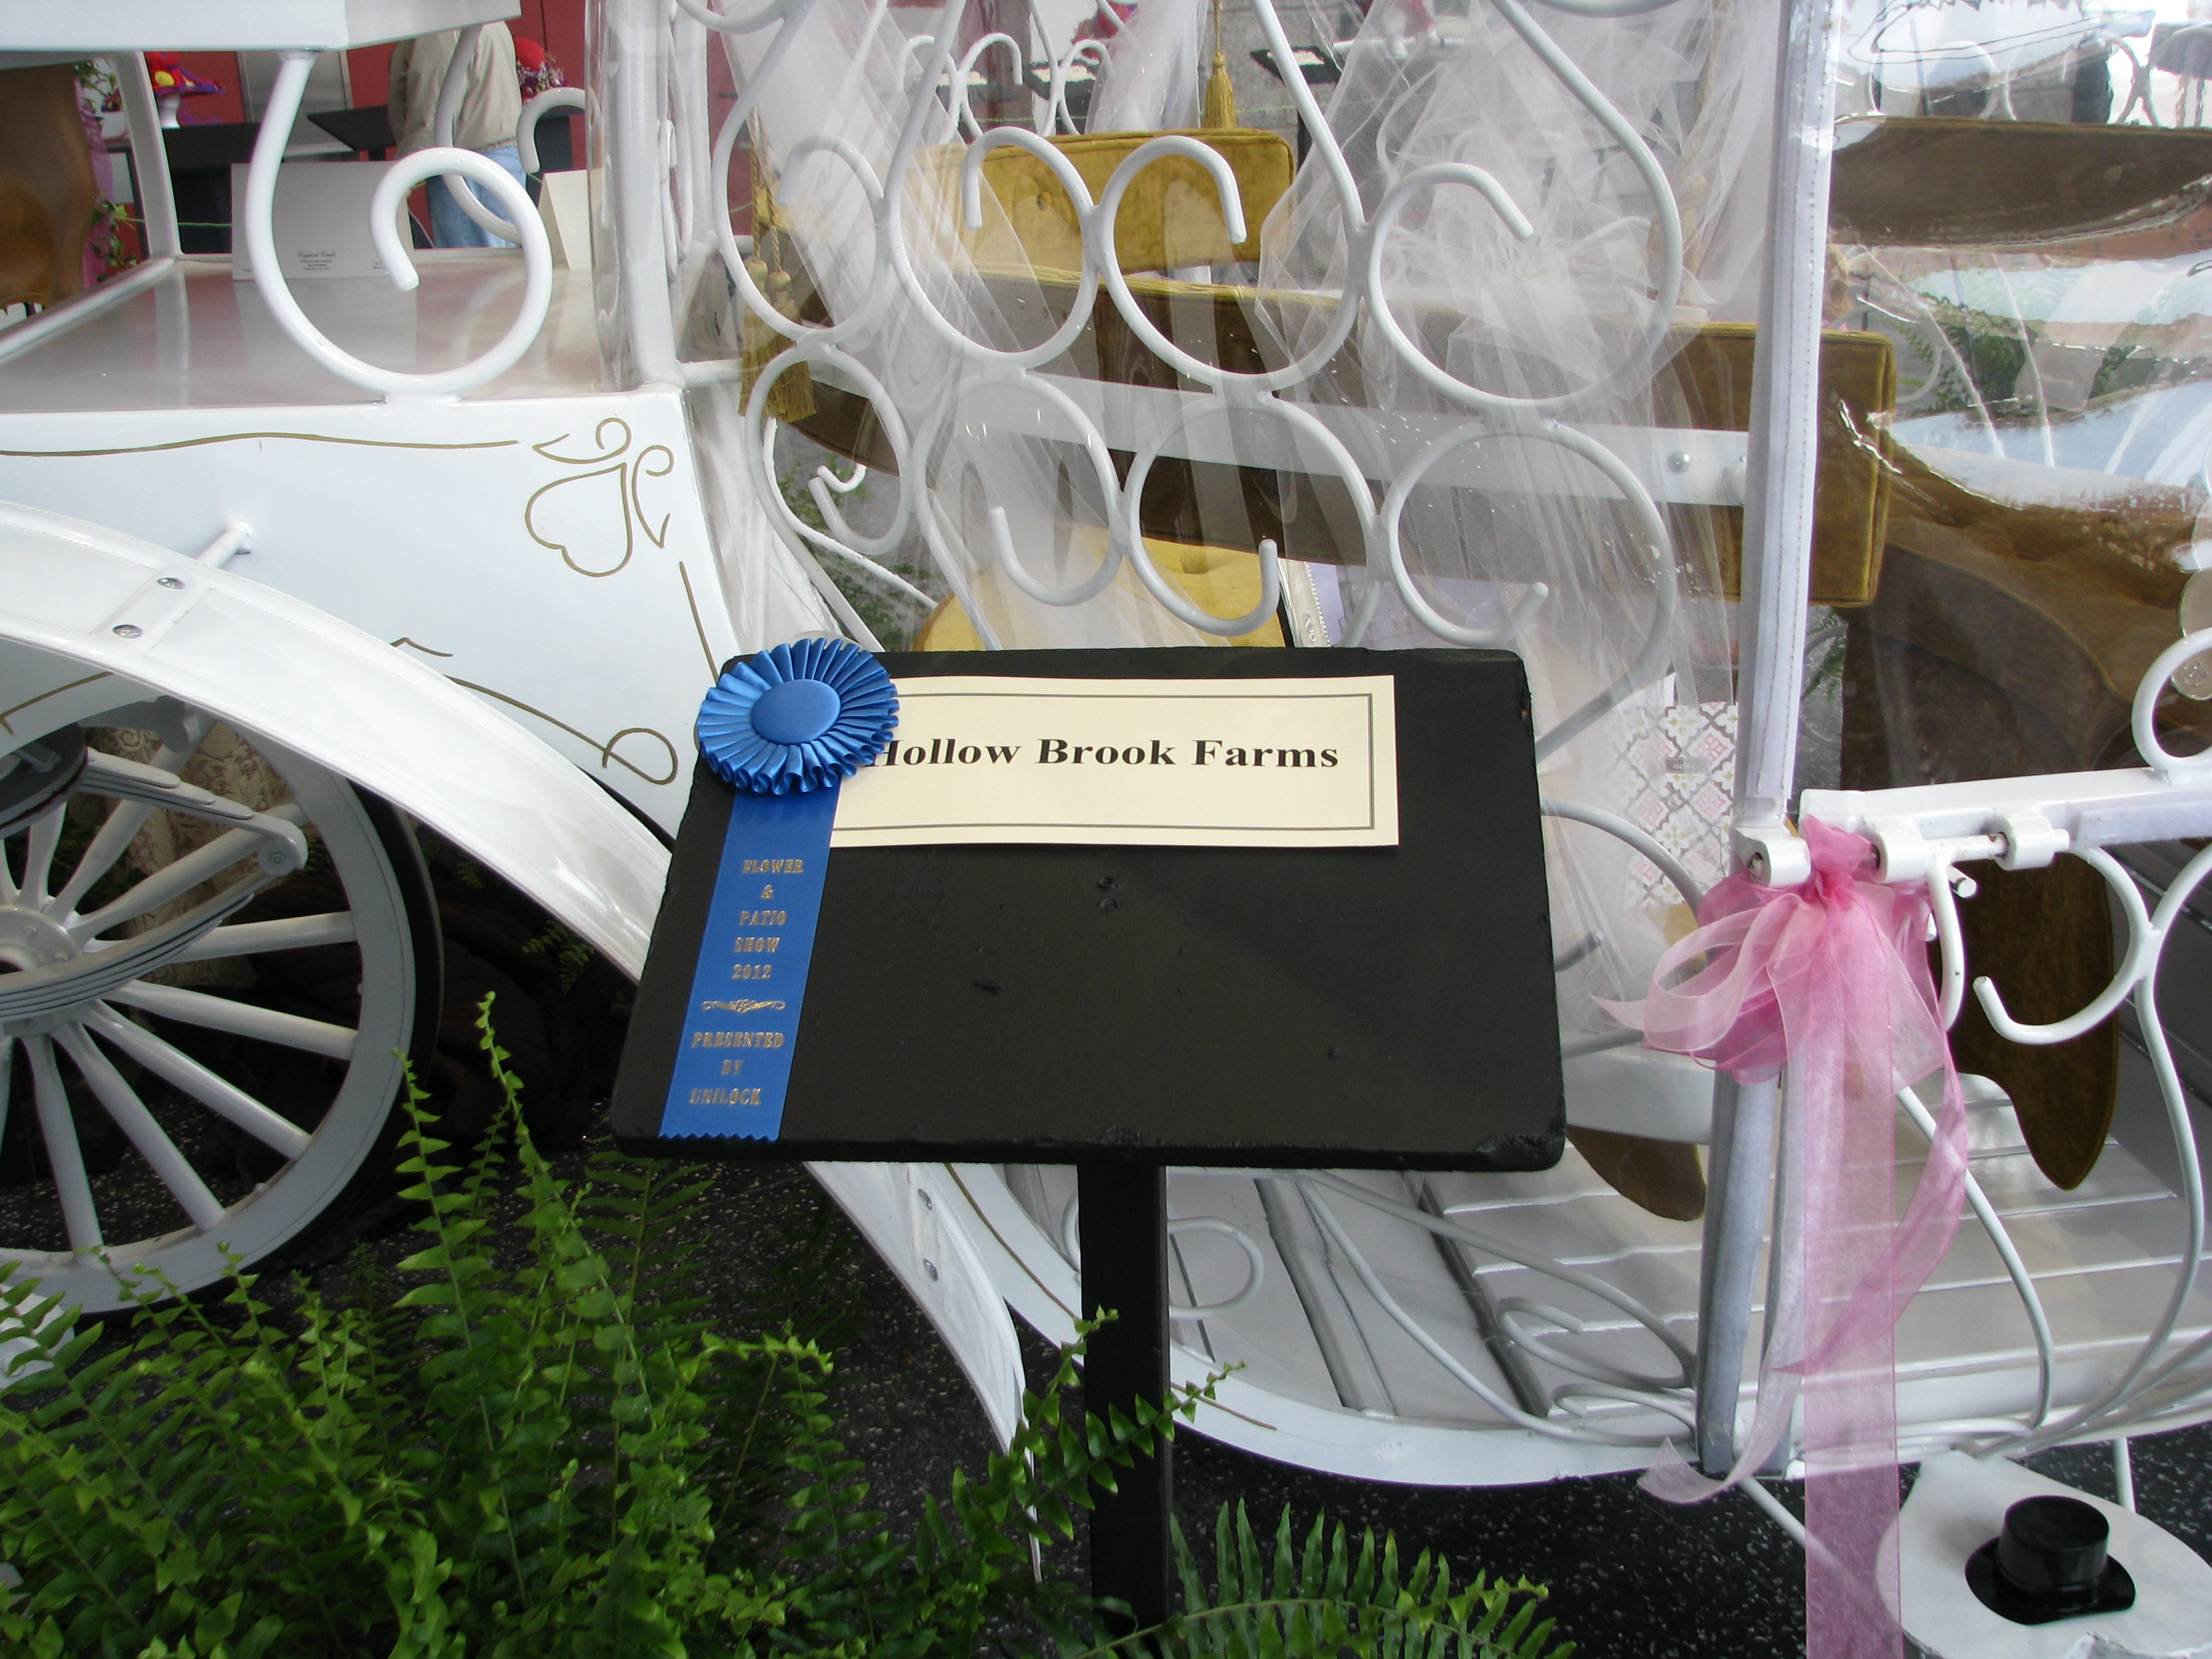 Hollow Brook Farms
FLOWER
&
PATIO
SHOW
2012
PRESENTED
BY
UNILOCK